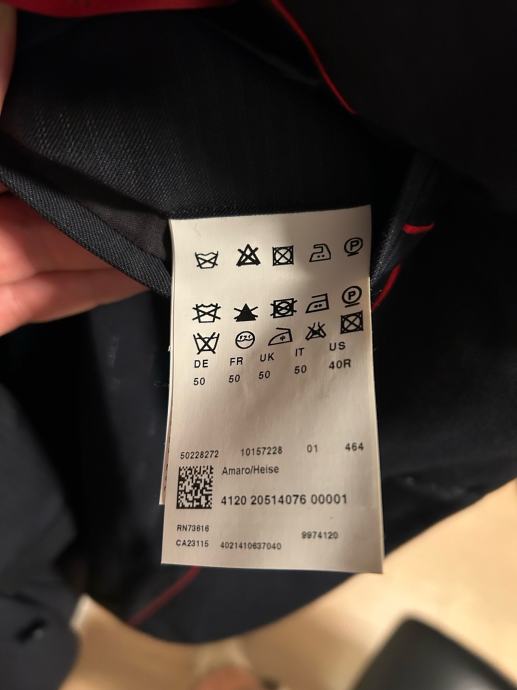 P
P
DE FR UK IT US
50 50 50 50 40R
50228272 10157228 01 464
Amaro/Heise
4120 20514076 00001
RN73616 9974120
CA23115 4021410637040